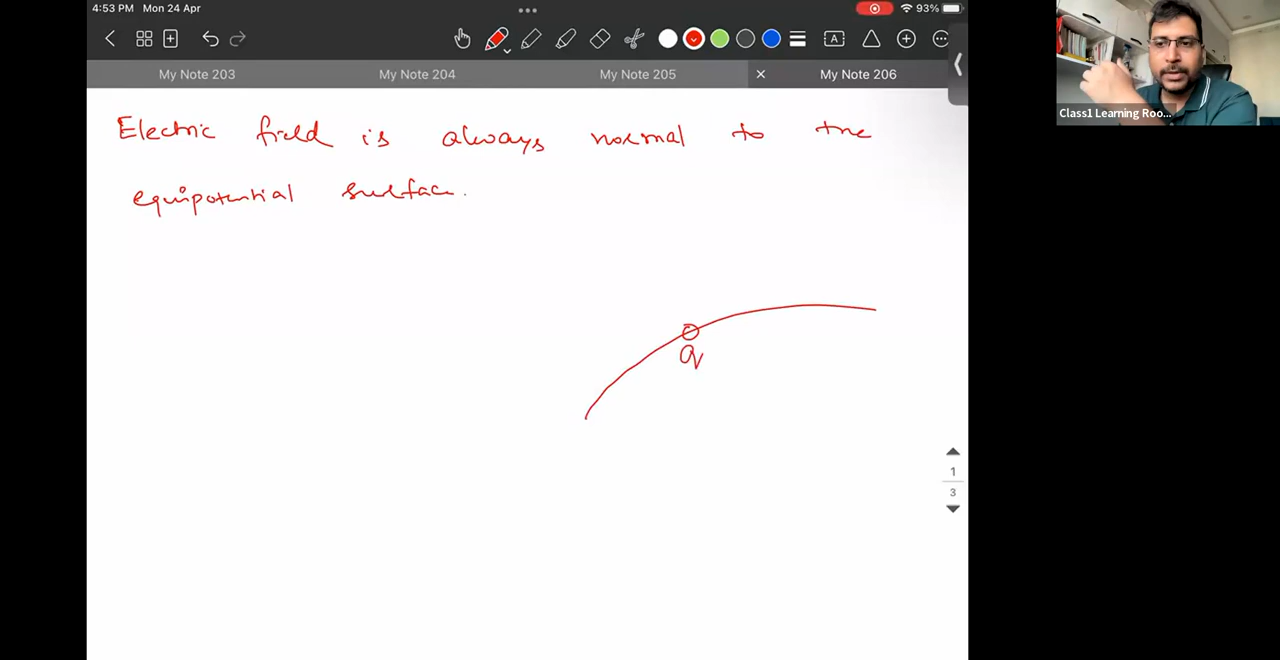 4:53 PM Mon 24 Apr
93%
A
My Note 203
My Note 204
My Note 205
My Note 206
Class1 Learning Roo...
Electric field is always normal to the
equipotential surface.
q
1
3